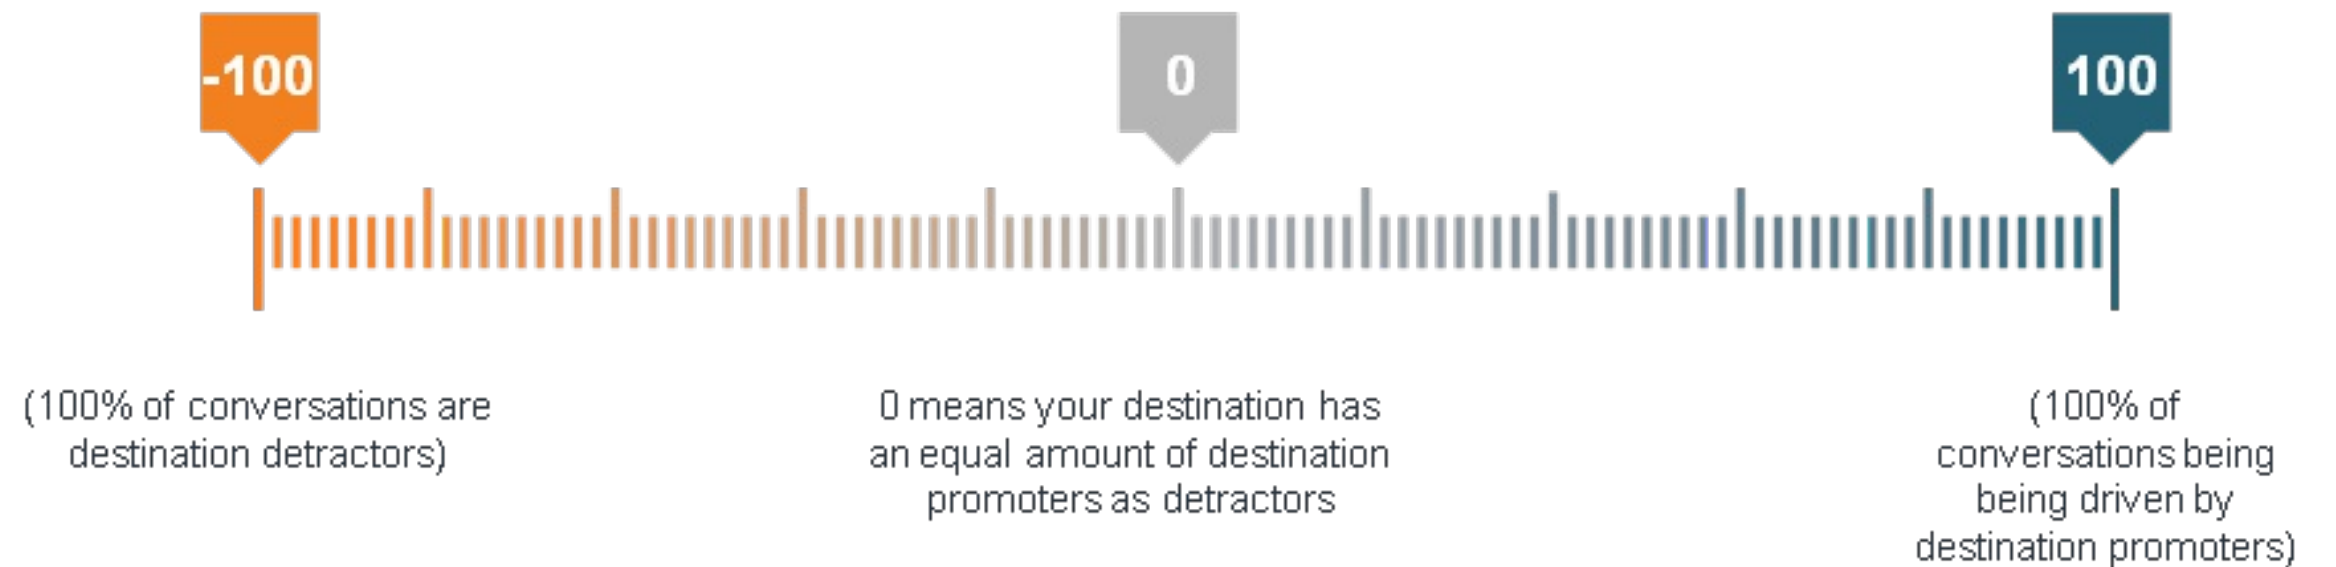 -100
0
100
(100% of conversations are
destination detractors)
0 means your destination has
an equal amount of destination
promoters as detractors
(100% of
conversations being
being driven by
destination promoters)